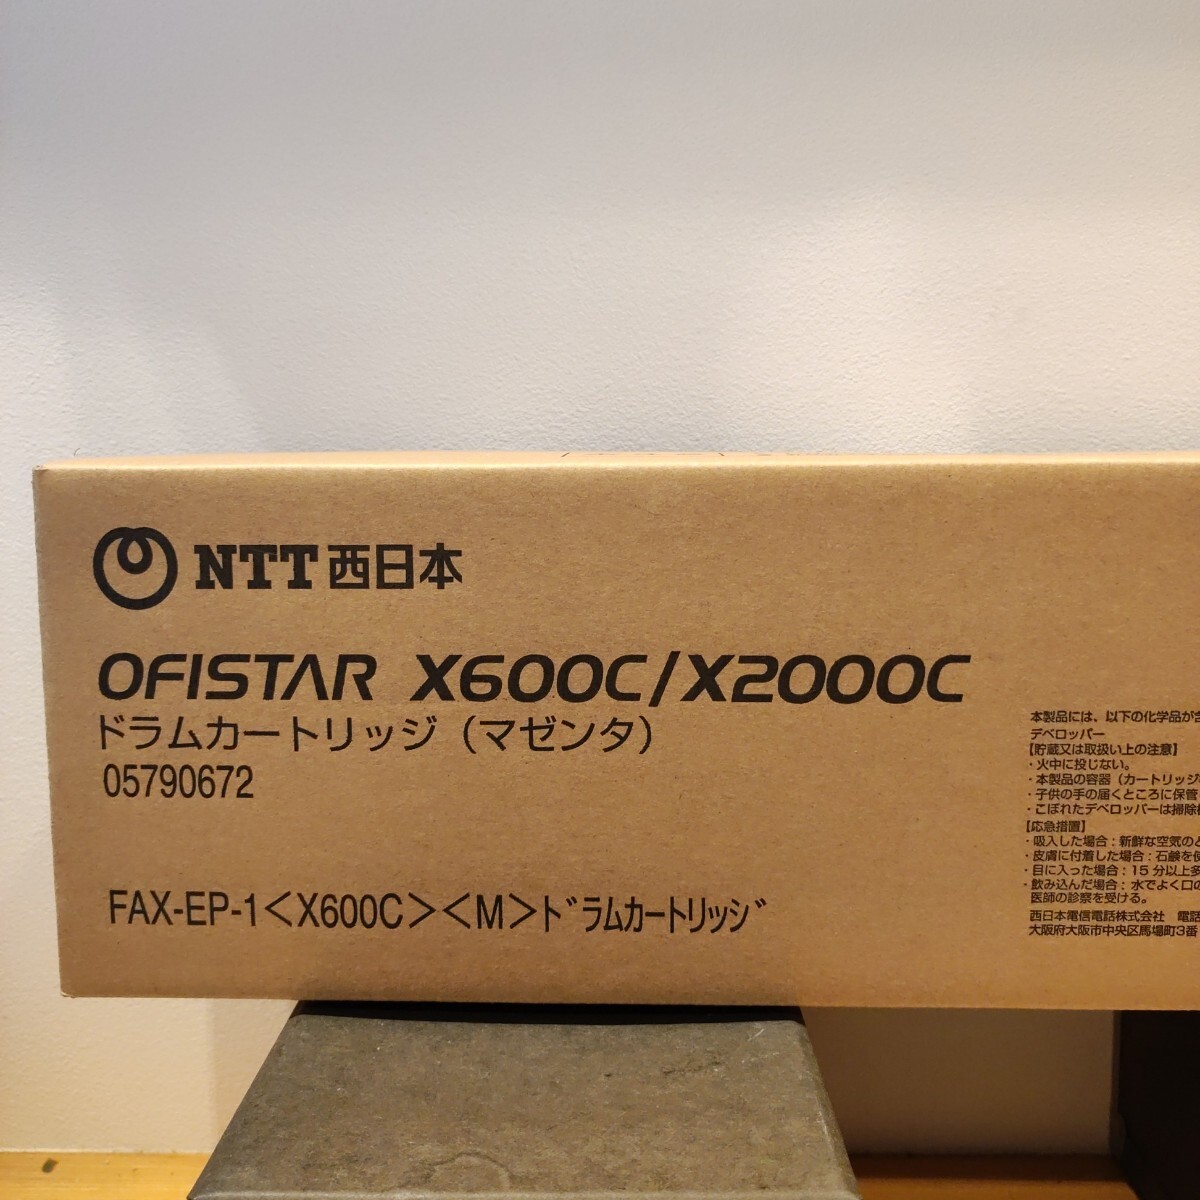 NTT西日本
OFISTAR X600C/X2000C
ドラムカートリッジ（マゼンタ）
05790672
FAX-EP-1<X600C><M>ドラムカートリッジ
本製品には、以下の化学品が含
デベロッパー
【貯蔵又は取扱い上の注意】
・火中に投じない。
・本製品の容器（カートリッジ
・子供の手の届くところに保管
・こぼれたデベロッパーは掃除
【応急措置】
・吸入した場合：新鮮な空気のと
・皮膚に付着した場合：石鹸を使
・目に入った場合：15分以上多
・飲み込んだ場合：水でよく口の
医師の診察を受ける。
西日本電信電話株式会社 電話
大阪府大阪市中央区馬場町3番